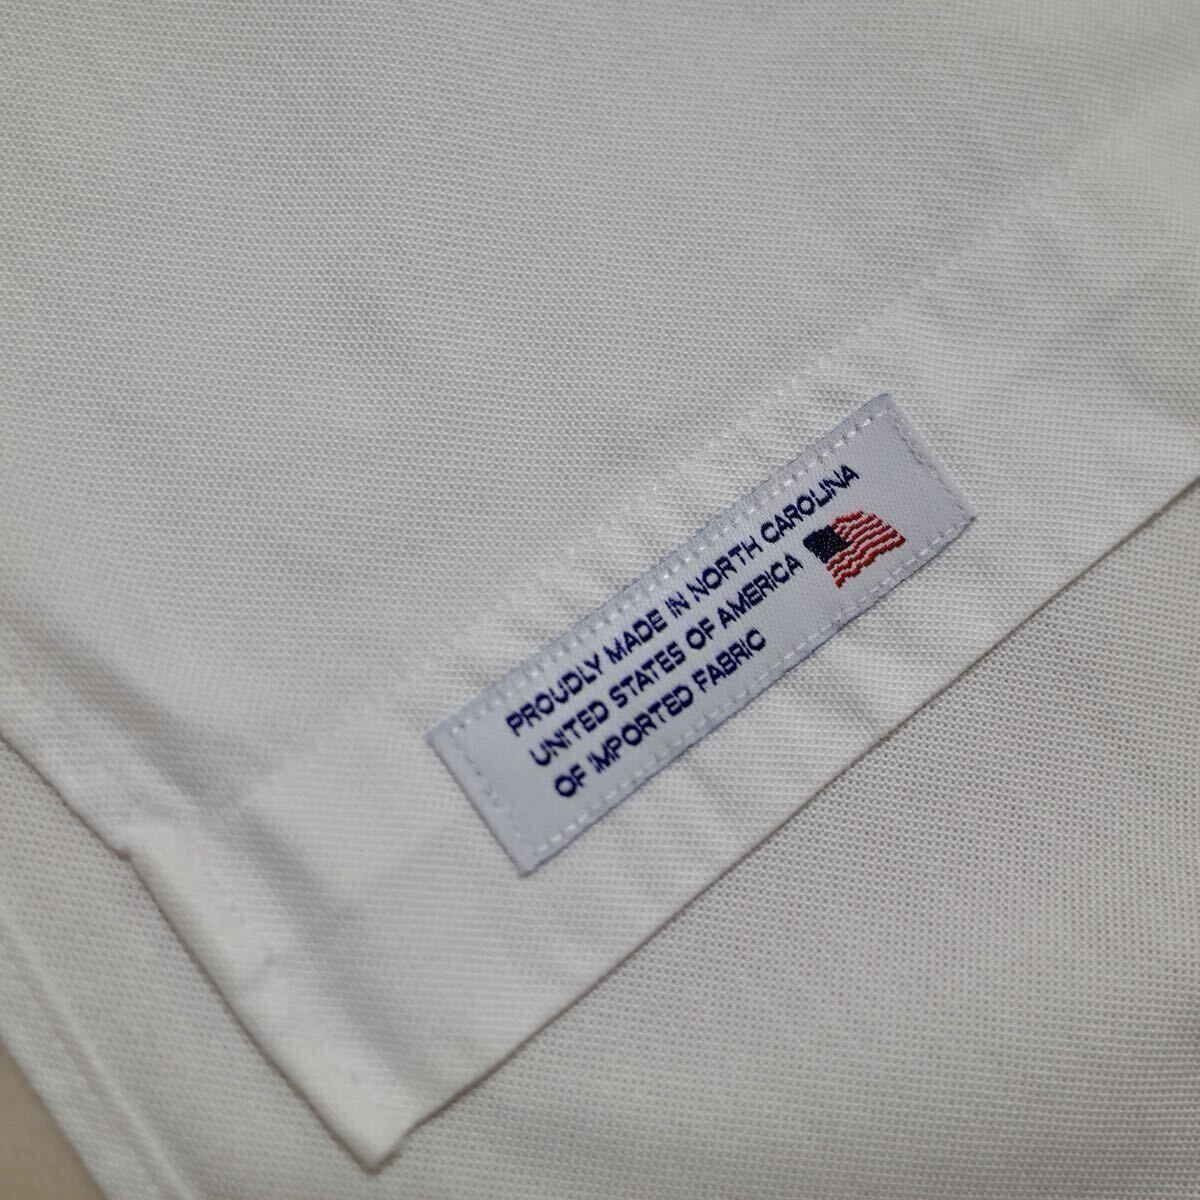 PROUDLY MADE IN NORTH CAROLINA
UNITED STATES OF AMERICA
OF IMPORTED FABRIC